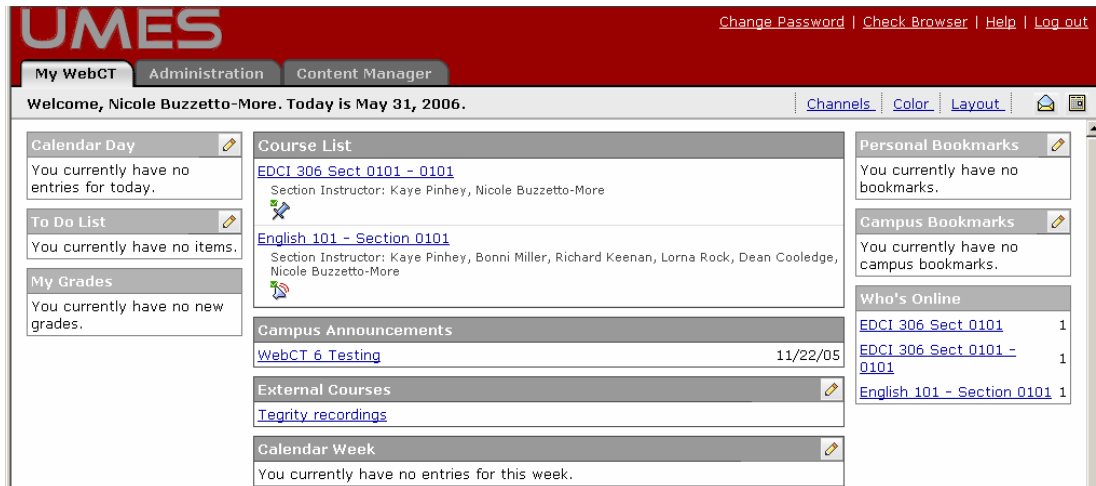 UMES
Change Password | Check Browser | Help | Log out
My WebCT Administration Content Manager
Welcome, Nicole Buzzetto-More. Today is May 31, 2006.
Channels Color Layout
Calendar Day
You currently have no
entries for today.
To Do List
You currently have no items.
My Grades
You currently have no new
grades.
Course List
EDCI 306 Sect 0101 - 0101
Section Instructor: Kaye Pinhey, Nicole Buzzetto-More
English 101 - Section 0101
Section Instructor: Kaye Pinhey, Bonni Miller, Richard Keenan, Lorna Rock, Dean Cooledge,
Nicole Buzzetto-More
Campus Announcements
WebCT 6 Testing 11/22/05
External Courses
Tegrity recordings
Calendar Week
You currently have no entries for this week.
Personal Bookmarks
You currently have no
bookmarks.
Campus Bookmarks
You currently have no
campus bookmarks.
Who's Online
EDCI 306 Sect 0101 1
EDCI 306 Sect 0101 -
0101 1
English 101 - Section 0101 1